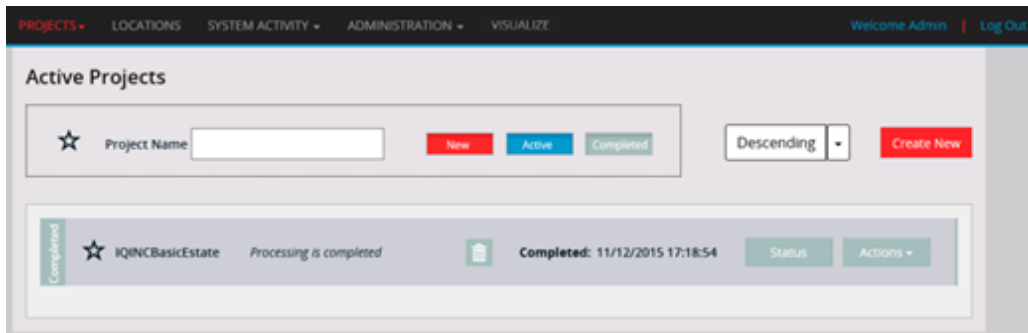 PROJECTS LOCATIONS SYSTEM ACTIVITY ADMINISTRATION VISUALIZE Welcome Admin | Log Out
Active Projects
Project Name New Active Completed Descending Create New
Completed IQINCBasicEstate Processing is completed Completed: 11/12/2015 17:18:54 Status Actions